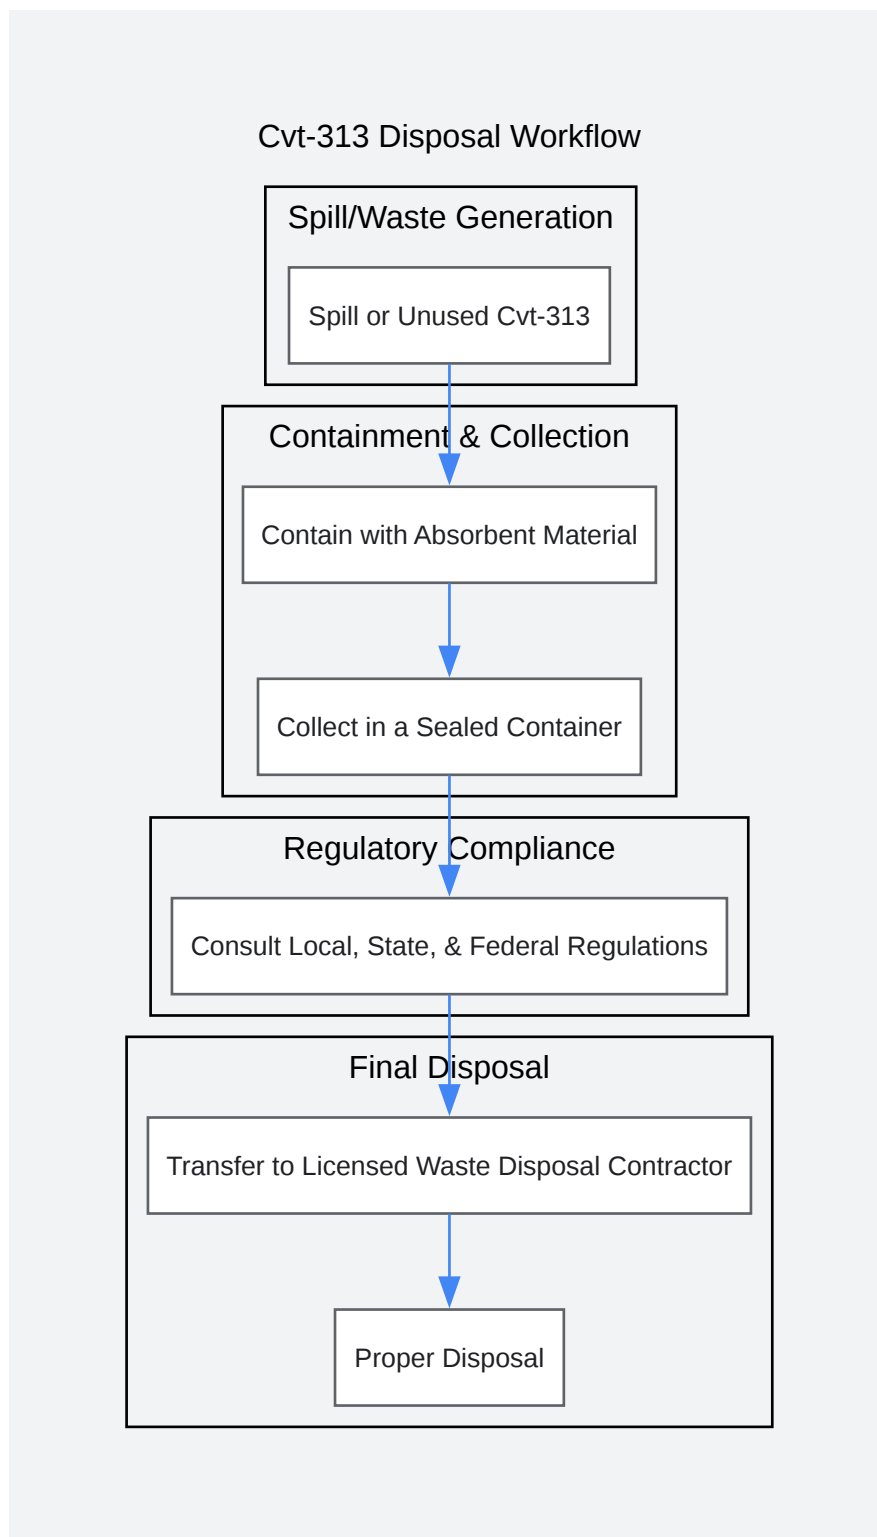 Cvt-313 Disposal Workflow
Spill/Waste Generation
Spill or Unused Cvt-313
Containment & Collection
Contain with Absorbent Material
Collect in a Sealed Container
Regulatory Compliance
Consult Local, State, & Federal Regulations
Final Disposal
Transfer to Licensed Waste Disposal Contractor
Proper Disposal